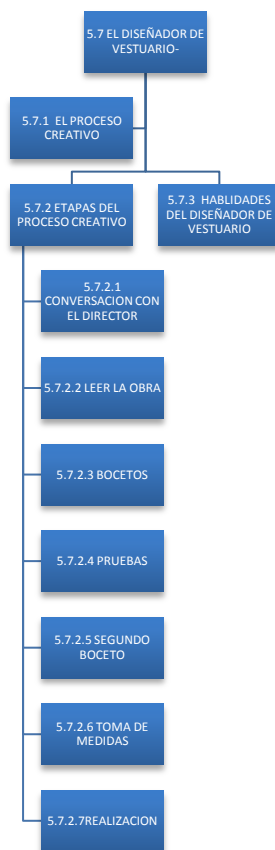 5.7 EL DISEÑADOR DE
VESTUARIO-
5.7.1 EL PROCESO
CREATIVO
5.7.2 ETAPAS DEL
PROCESO CREATIVO
5.7.3 HABLIDADES
DEL DISEÑADOR DE
VESTUARIO
5.7.2.1
CONVERSACION CON
EL DIRECTOR
5.7.2.2 LEER LA OBRA
5.7.2.3 BOCETOS
5.7.2.4 PRUEBAS
5.7.2.5 SEGUNDO
BOCETO
5.7.2.6 TOMA DE
MEDIDAS
5.7.2.7REALIZACION